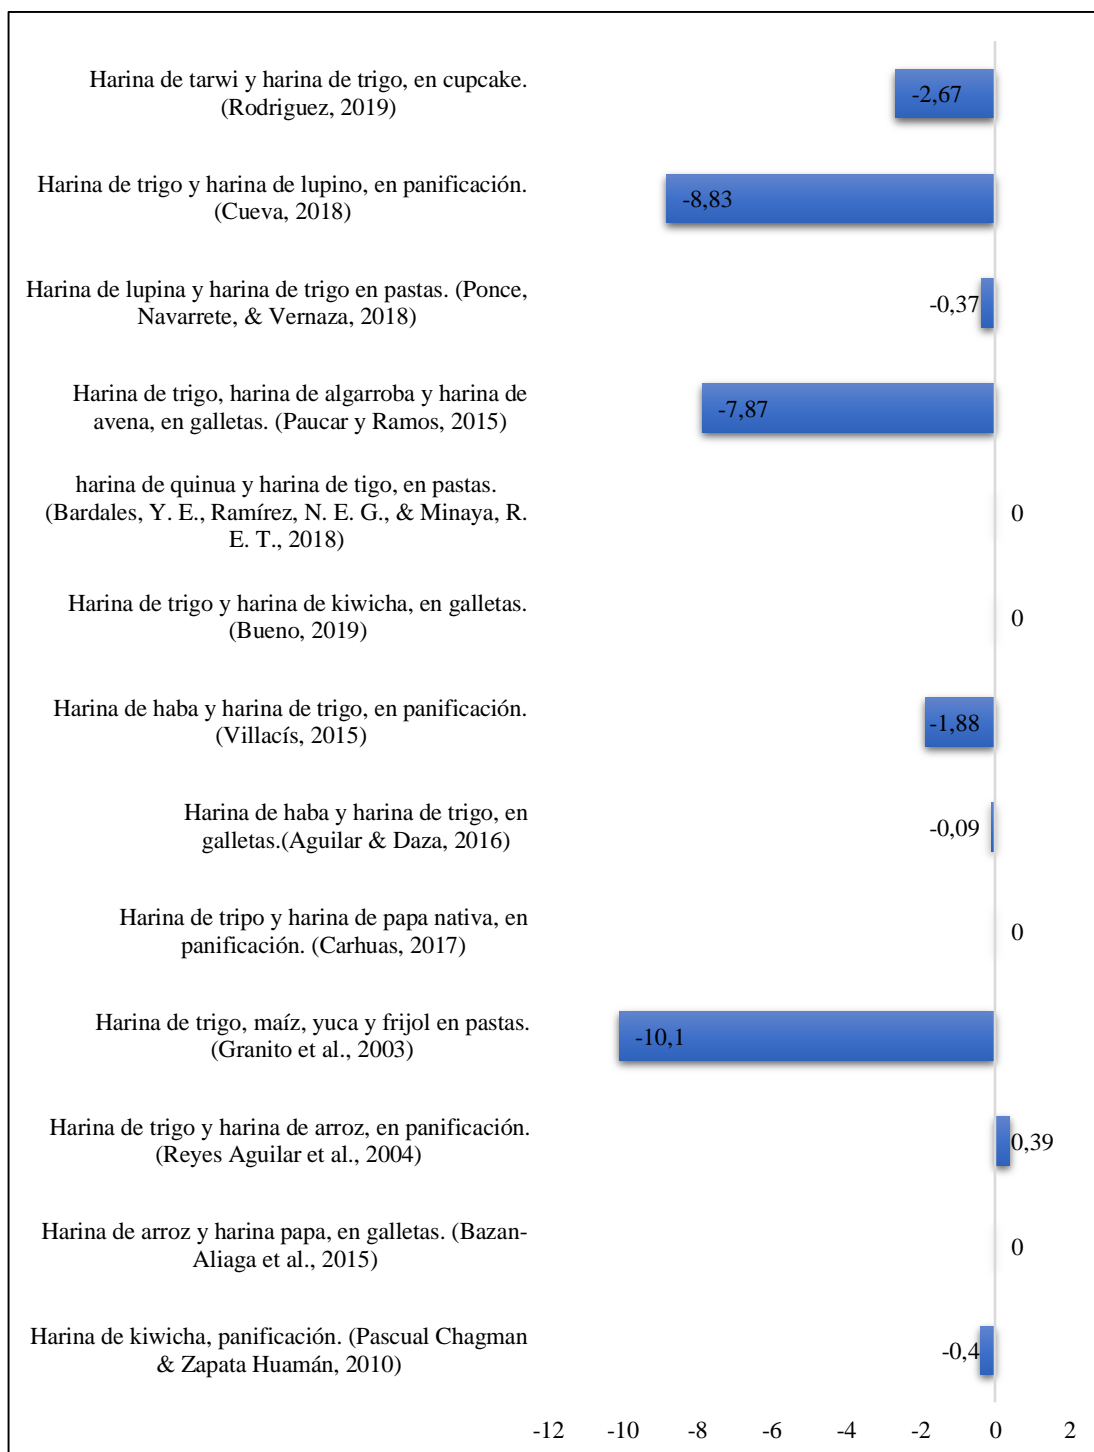 Harina de tarwi y harina de trigo, en cupcake.
(Rodriguez, 2019)
-2,67
Harina de trigo y harina de lupino, en panificación.
(Cueva, 2018)
-8,83
Harina de lupina y harina de trigo en pastas. (Ponce,
Navarrete, & Vernaza, 2018)
-0,37
Harina de trigo, harina de algarroba y harina de
avena, en galletas. (Paucar y Ramos, 2015)
-7,87
harina de quinua y harina de tigo, en pastas.
(Bardales, Y. E., Ramírez, N. E. G., & Minaya, R.
E. T., 2018)
0
Harina de trigo y harina de kiwicha, en galletas.
(Bueno, 2019)
0
Harina de haba y harina de trigo, en panificación.
(Villacís, 2015)
-1,88
Harina de haba y harina de trigo, en
galletas.(Aguilar & Daza, 2016)
-0,09
Harina de tripo y harina de papa nativa, en
panificación. (Carhuas, 2017)
0
Harina de trigo, maíz, yuca y frijol en pastas.
(Granito et al., 2003)
-10,1
Harina de trigo y harina de arroz, en panificación.
(Reyes Aguilar et al., 2004)
0,39
Harina de arroz y harina papa, en galletas. (Bazan-
Aliaga et al., 2015)
0
Harina de kiwicha, panificación. (Pascual Chagman
& Zapata Huamán, 2010)
-0,4
-12 -10 -8 -6 -4 -2 0 2